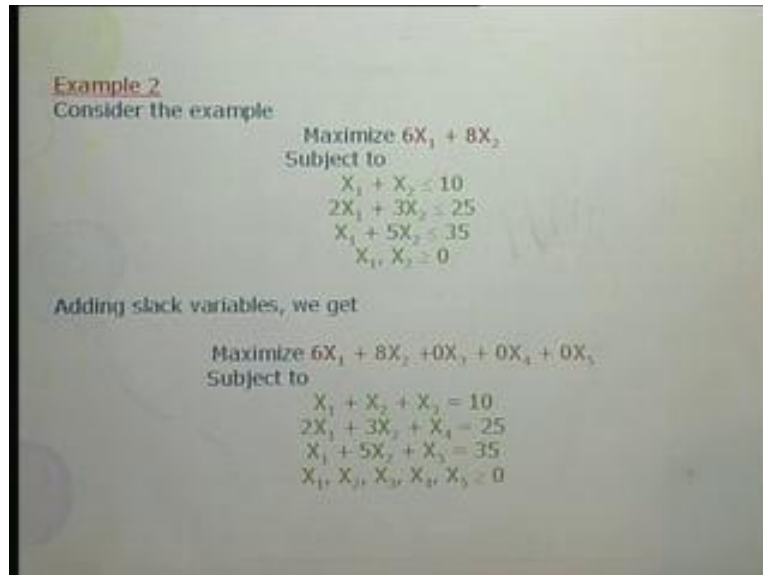 Example 2
Consider the example
Maximize 6X₁ + 8X₂
Subject to
X₁ + X₂ ≤ 10
2X₁ + 3X₂ ≤ 25
X₁ + 5X₂ ≤ 35
X₁, X₂ ≥ 0
Adding slack variables, we get
Maximize 6X₁ + 8X₂ +0X₃ + 0X₄ + 0X₅
Subject to
X₁ + X₂ + X₃ = 10
2X₁ + 3X₂ + X₄ = 25
X₁ + 5X₂ + X₅ = 35
X₁, X₂, X₃, X₄, X₅ ≥ 0